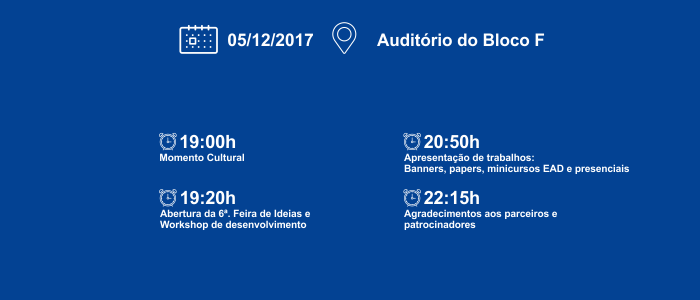 05/12/2017
Auditório do Bloco F
19:00h
Momento Cultural
19:20h
Abertura da 6ª. Feira de Ideias e
Workshop de desenvolvimento
20:50h
Apresentação de trabalhos:
Banners, papers, minicursos EAD e presenciais
22:15h
Agradecimentos aos parceiros e
patrocinadores